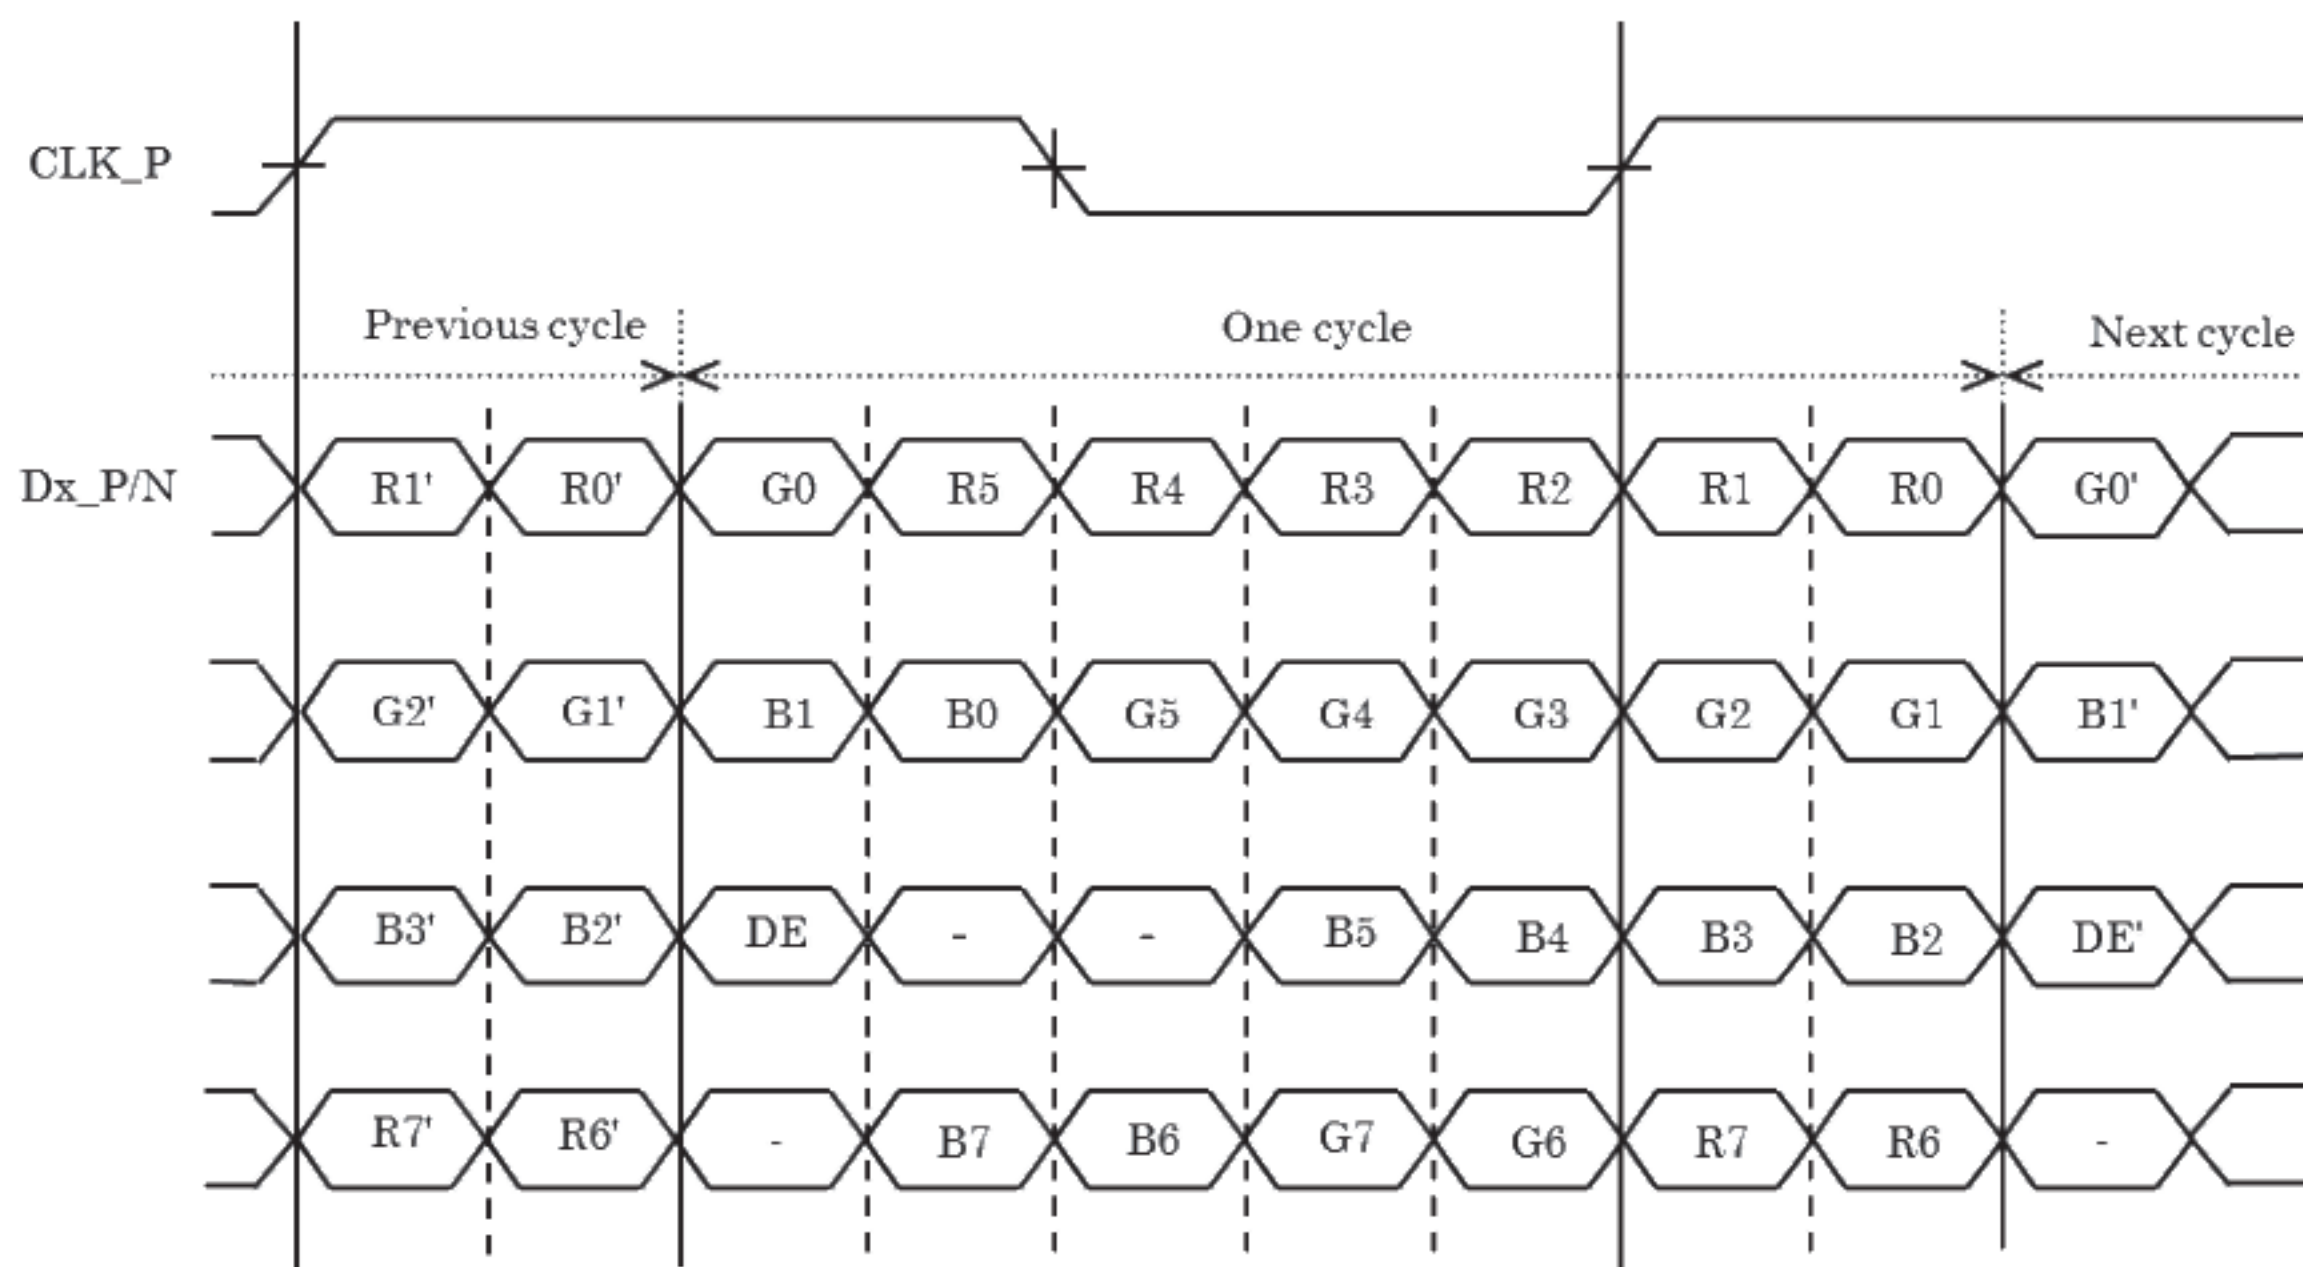 CLK_P
Previous cycle One cycle Next cycle
Dx_P/N R1' R0' G0 R5 R4 R3 R2 R1 R0 G0'
G2' G1' B1 B0 G5 G4 G3 G2 G1 B1'
B3' B2' DE - - B5 B4 B3 B2 DE'
R7' R6' - B7 B6 G7 G6 R7 R6 -